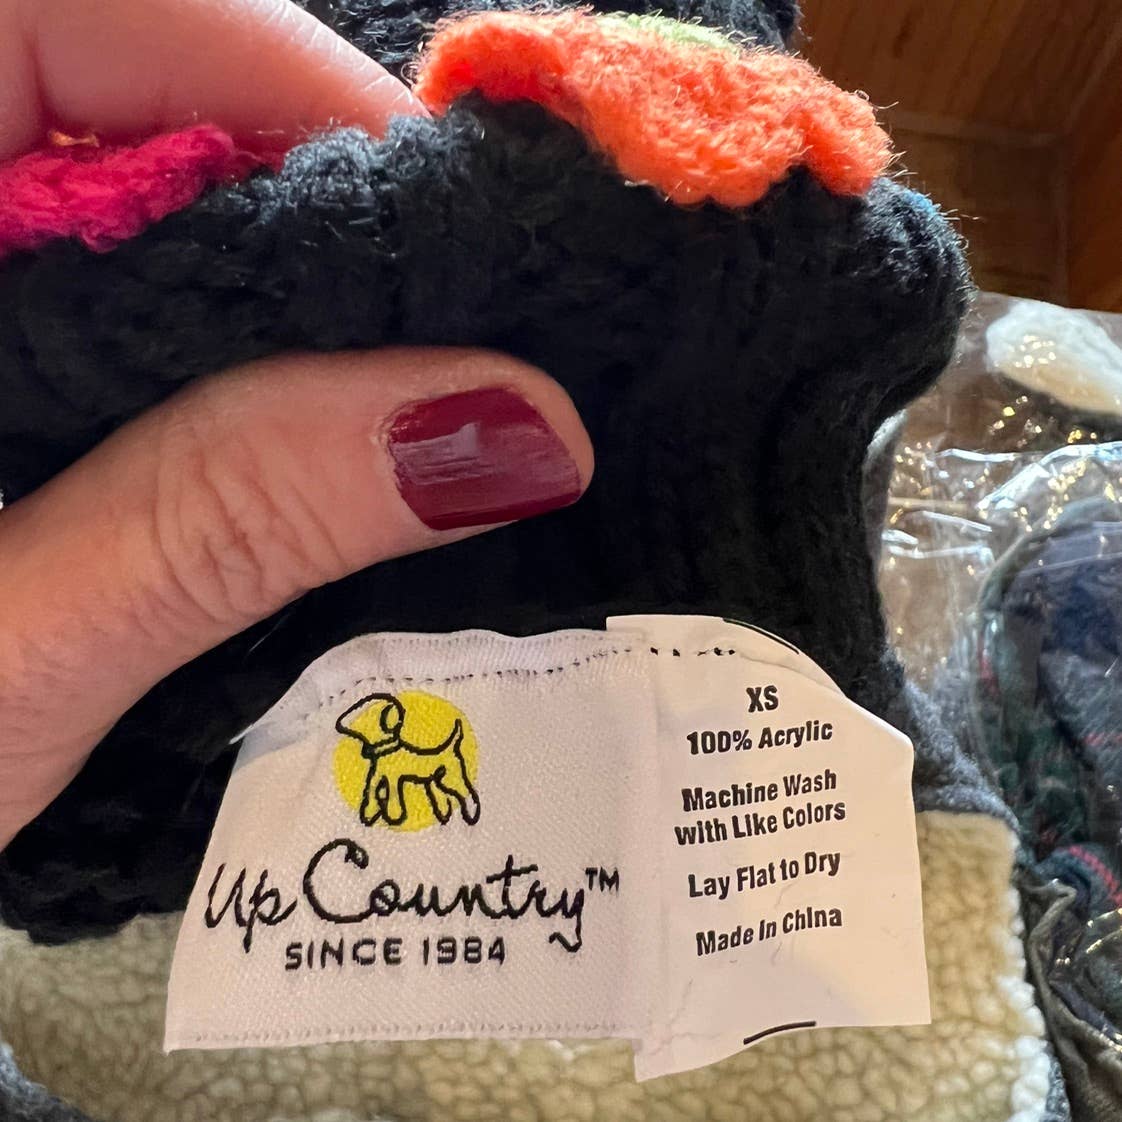 Up Country™
SINCE 1984
XS
100% Acrylic
Machine Wash
with Like Colors
Lay Flat to Dry
Made In China